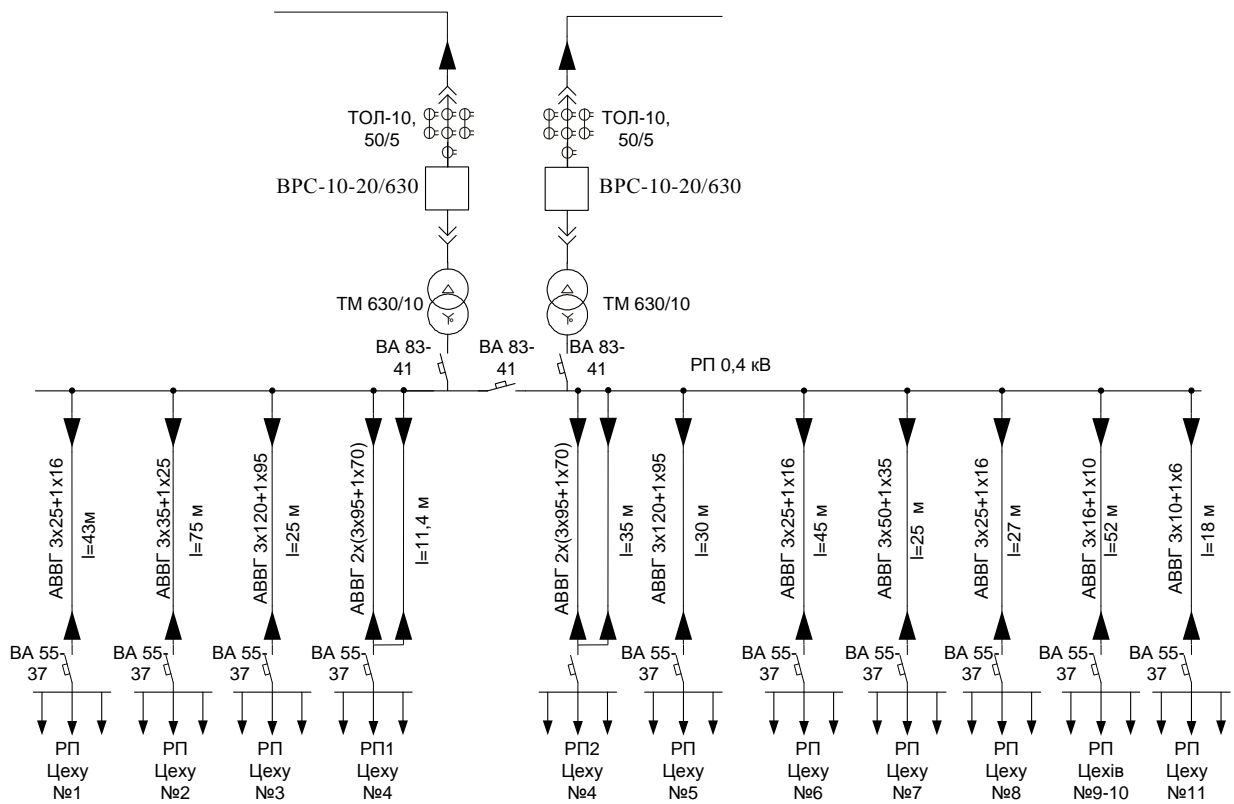 ТОЛ-10,
50/5
ТОЛ-10,
50/5
ВРС-10-20/630
ВРС-10-20/630
ТМ 630/10
ТМ 630/10
ВА 83-
41
ВА 83-
41
ВА 83-
41
РП 0,4 кВ
АВВГ 3х25+1х16
l=43м
АВВГ 3х35+1х25
l=75 м
АВВГ 3х120+1х95
l=25 м
АВВГ 2х(3х95+1х70)
l=11,4 м
АВВГ 2х(3х95+1х70)
l=35 м
АВВГ 3х120+1х95
l=30 м
АВВГ 3х25+1х16
l=45 м
АВВГ 3х50+1х35
l=25 м
АВВГ 3х25+1х16
l=27 м
АВВГ 3х16+1х10
l=52 м
АВВГ 3х10+1х6
l=18 м
ВА 55-
37
ВА 55-
37
ВА 55-
37
ВА 55-
37
ВА 55-
37
ВА 55-
37
ВА 55-
37
ВА 55-
37
ВА 55-
37
ВА 55-
37
РП
Цеху
№1
РП
Цеху
№2
РП
Цеху
№3
РП1
Цеху
№4
РП2
Цеху
№4
РП
Цеху
№5
РП
Цеху
№6
РП
Цеху
№7
РП
Цеху
№8
РП
Цехів
№9-10
РП
Цеху
№11